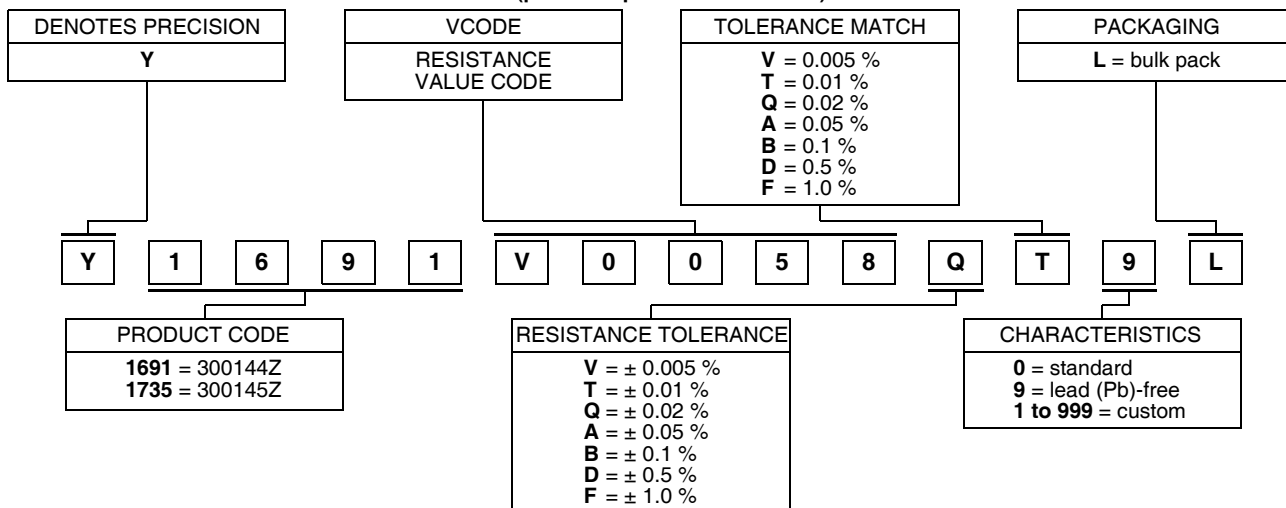 DENOTES PRECISION
Y
VCODE
RESISTANCE
VALUE CODE
TOLERANCE MATCH
V = 0.005 %
T = 0.01 %
Q = 0.02 %
A = 0.05 %
B = 0.1 %
D = 0.5 %
F = 1.0 %
PACKAGING
L = bulk pack
Y 1 6 9 1 V 0 0 5 8 Q T 9 L
PRODUCT CODE
1691 = 300144Z
1735 = 300145Z
RESISTANCE TOLERANCE
V = ± 0.005 %
T = ± 0.01 %
Q = ± 0.02 %
A = ± 0.05 %
B = ± 0.1 %
D = ± 0.5 %
F = ± 1.0 %
CHARACTERISTICS
0 = standard
9 = lead (Pb)-free
1 to 999 = custom